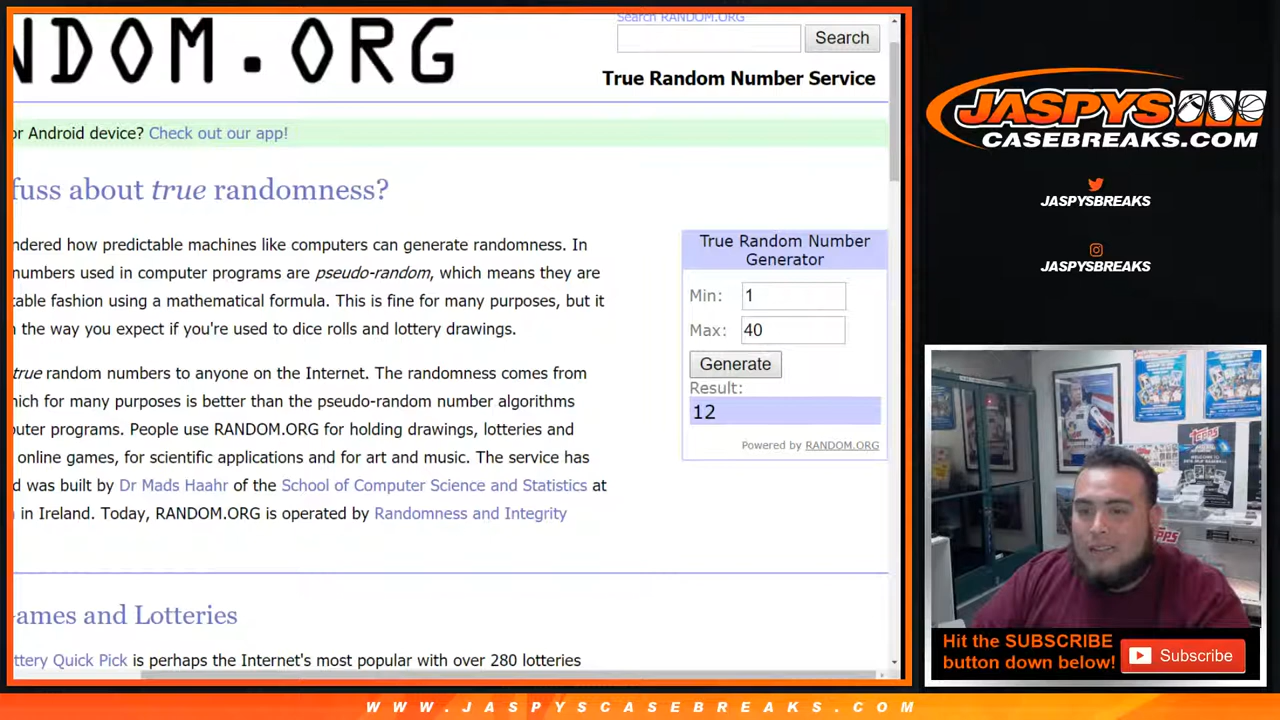 NDOM.ORG
Search RANDOM.ORG
Search
True Random Number Service
or Android device? Check out our app!
fuss about true randomness?
ndered how predictable machines like computers can generate randomness. In
numbers used in computer programs are pseudo-random, which means they are
table fashion using a mathematical formula. This is fine for many purposes, but it
n the way you expect if you're used to dice rolls and lottery drawings.
true random numbers to anyone on the Internet. The randomness comes from
hich for many purposes is better than the pseudo-random number algorithms
puter programs. People use RANDOM.ORG for holding drawings, lotteries and
online games, for scientific applications and for art and music. The service has
d was built by Dr Mads Haahr of the School of Computer Science and Statistics at
in Ireland. Today, RANDOM.ORG is operated by Randomness and Integrity
Games and Lotteries
ttery Quick Pick is perhaps the Internet's most popular with over 280 lotteries
True Random Number
Generator
Min: 1
Max: 40
Generate
Result:
12
Powered by RANDOM.ORG
JASPYS
CASEBREAKS.COM
JASPYSBREAKS
JASPYSBREAKS
topps
TOPPS
Hit the SUBSCRIBE
button down below!
Subscribe
WWW.JASPYSCASEBREAKS.COM